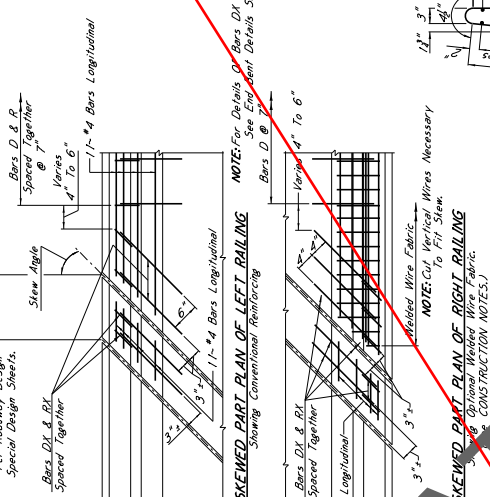 Special Design Sheets.
Bars DX & RX
Spaced Together
Skew Angle
Bars D & R
Spaced Together
@ 7"
Varies
4" To 6"
11-#4 Bars Longitudinal
3"±
3"±
6"
11-#4 Bars Longitudinal
SKEWED PART PLAN OF LEFT RAILING
Showing Conventional Reinforcing
NOTE: For Details Of Bars DX
See End Bent Details
Bars D @ 7"
Varies 4" To 6"
4"
4"
Bars DX & RX
Spaced Together
Longitudinal
3"±
3"±
Welded Wire Fabric
NOTE: Cut Vertical Wires Necessary
To Fit Skew.
SKEWED PART PLAN OF RIGHT RAILING
Optional Welded Wire Fabric.
CONSTRUCTION NOTES.)
3"